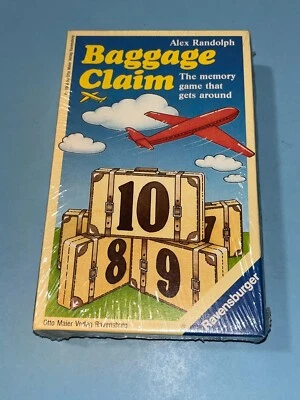 Alex Randolph
Baggage
Claim
The memory
game that
gets around
10
7
8
9
Ravensburger
Otto Maier Verlag Ravensburg